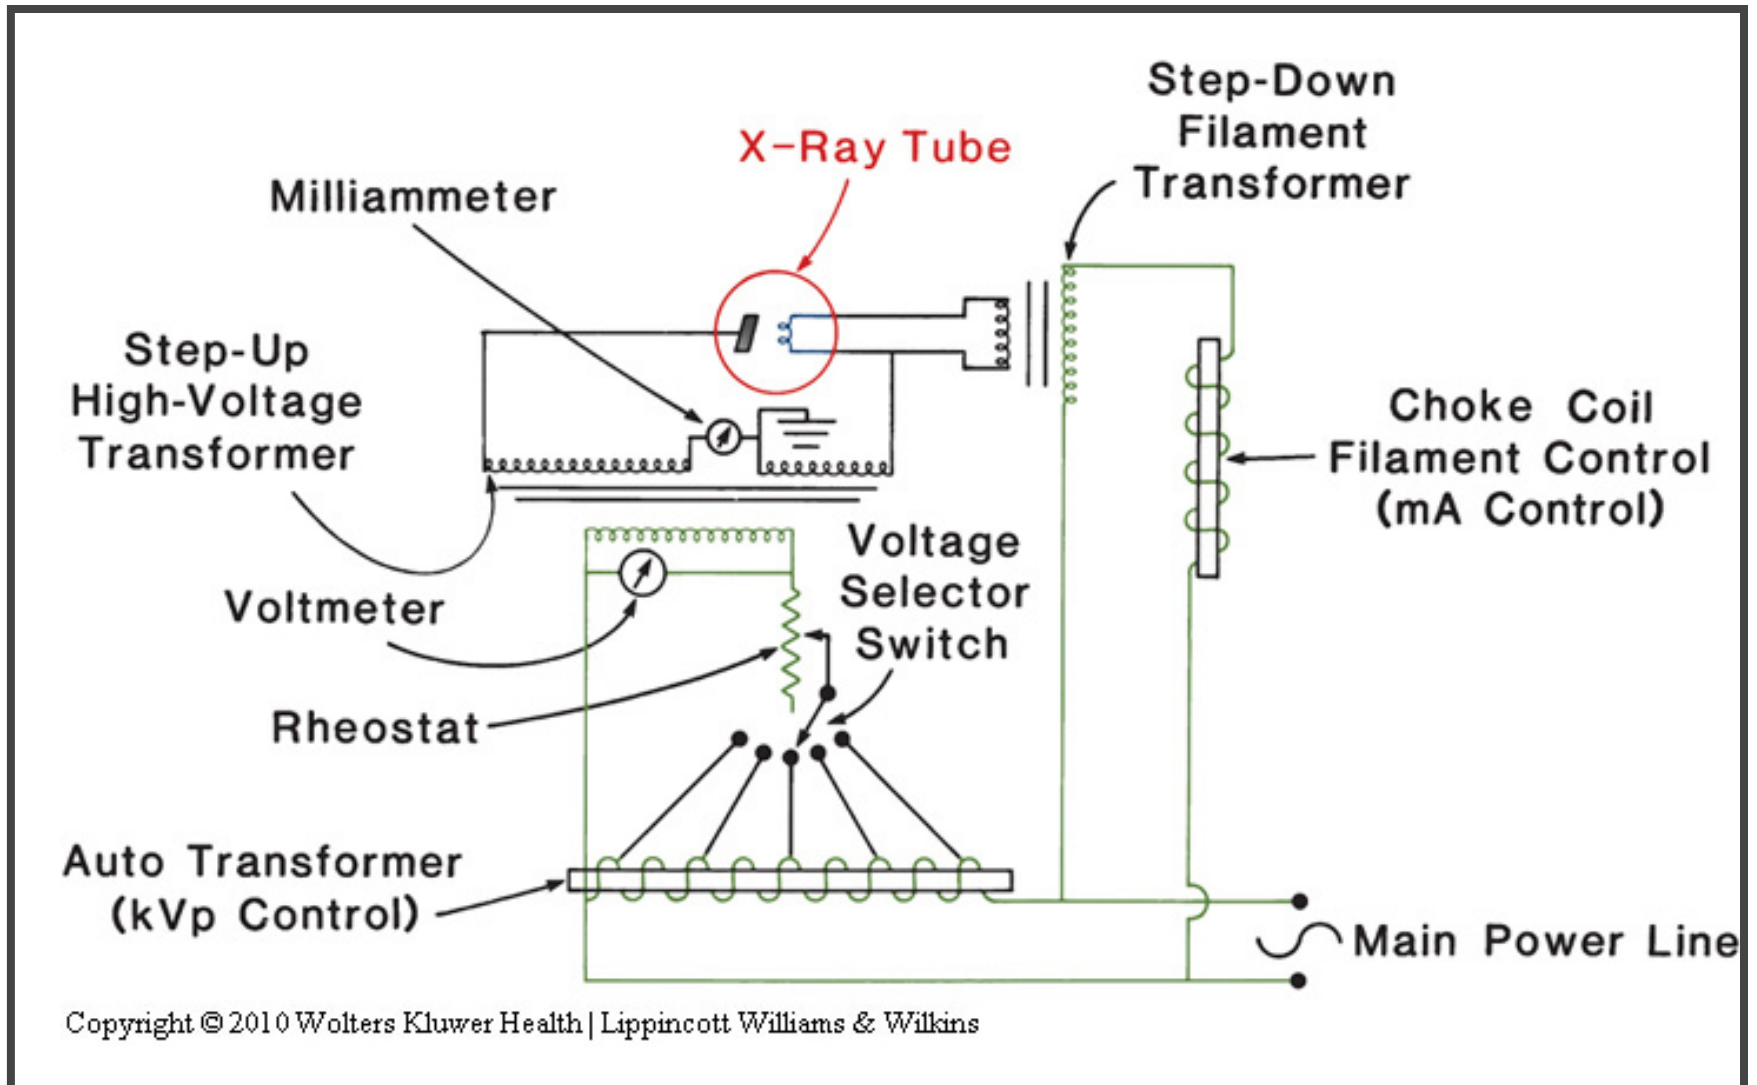 Step-Down
Filament
Transformer
X-Ray Tube
Milliammeter
Step-Up
High-Voltage
Transformer
Choke Coil
Filament Control
(mA Control)
Voltage
Selector
Switch
Voltmeter
Rheostat
Auto Transformer
(kVp Control)
Main Power Line
Copyright © 2010 Wolters Kluwer Health | Lippincott Williams & Wilkins